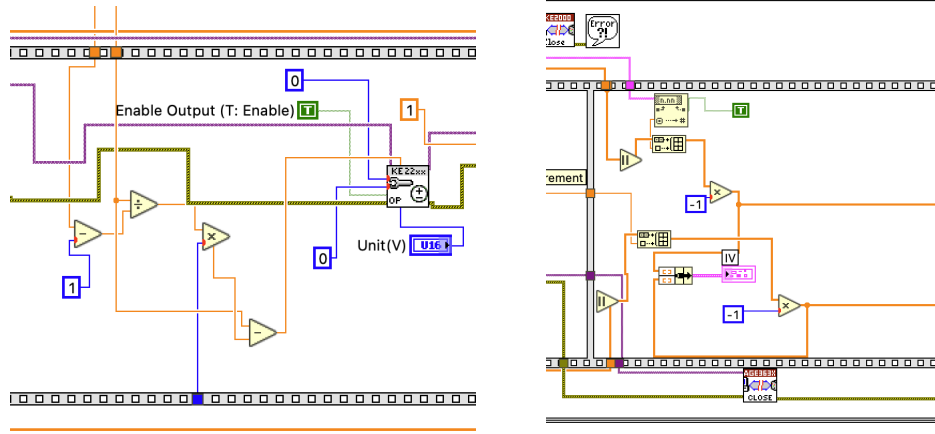 0
Enable Output (T: Enable)
T
1
KE22xx
OP
0
Unit(V)
U16
1
KE2000
Close
Error
?!
n.nn
T
rement
-1
IV
-1
CLOSE